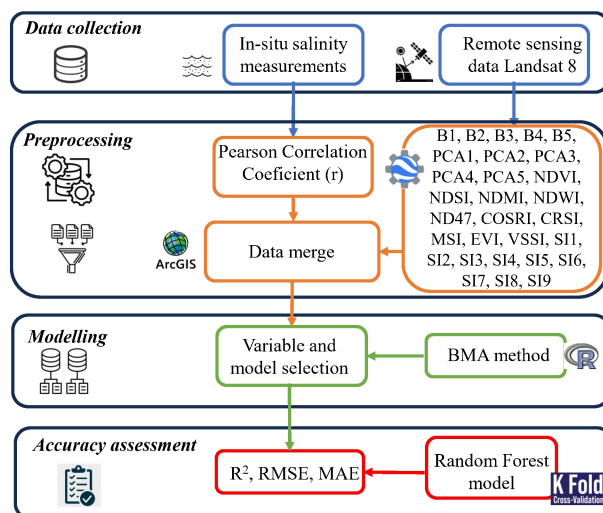 Data collection
In-situ salinity
measurements
Remote sensing
data Landsat 8
Preprocessing
Pearson Correlation
Coeficient (r)
B1, B2, B3, B4, B5,
PCA1, PCA2, PCA3,
PCA4, PCA5, NDVI,
NDSI, NDMI, NDWI,
ND47, COSRI, CRSI,
MSI, EVI, VSSI, SI1,
SI2, SI3, SI4, SI5, SI6,
SI7, SI8, SI9
ArcGIS
Data merge
Modelling
Variable and
model selection
BMA method
R
Accuracy assessment
R², RMSE, MAE
Random Forest
model
K Fold
Cross-Validation